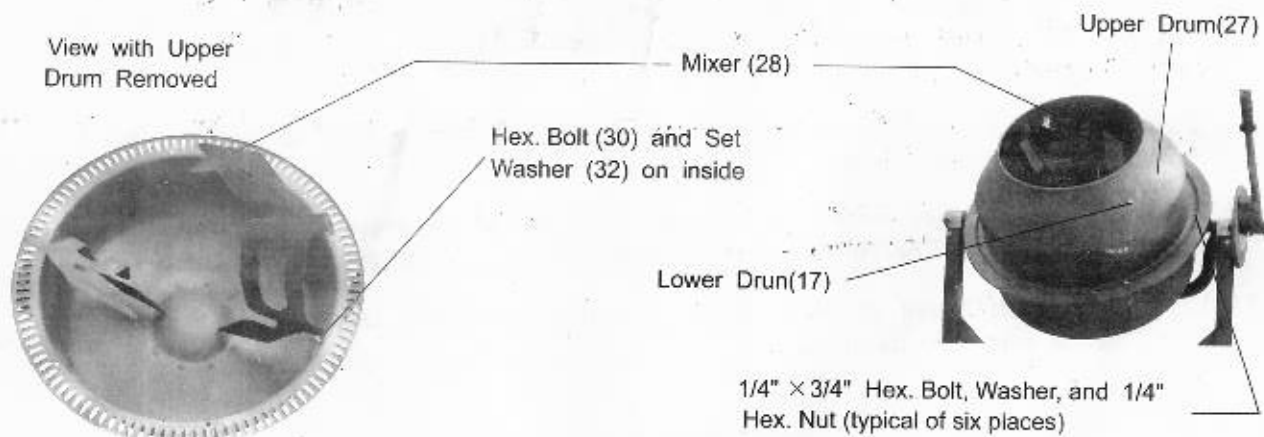 View with Upper
Drum Removed
Mixer (28)
Upper Drum(27)
Hex. Bolt (30) and Set
Washer (32) on inside
Lower Drun(17)
1/4" × 3/4" Hex. Bolt, Washer, and 1/4"
Hex. Nut (typical of six places)